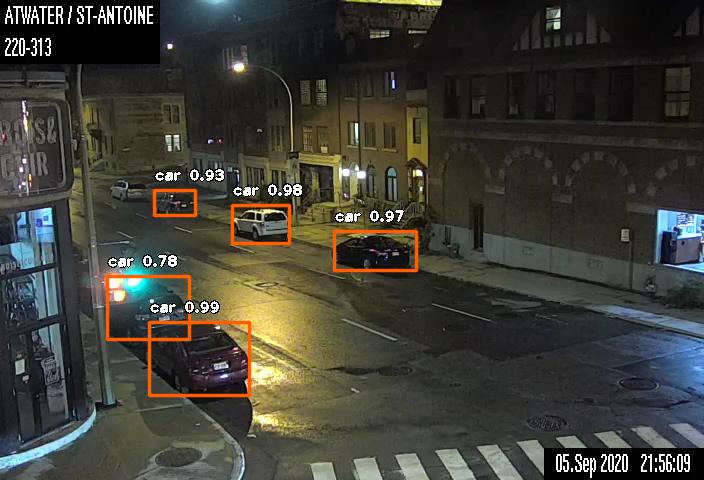 ATWATER / ST-ANTOINE
220-313
car 0.93
car 0.98
car 0.97
car 0.78
car 0.99
05.Sep 2020 21:56:09